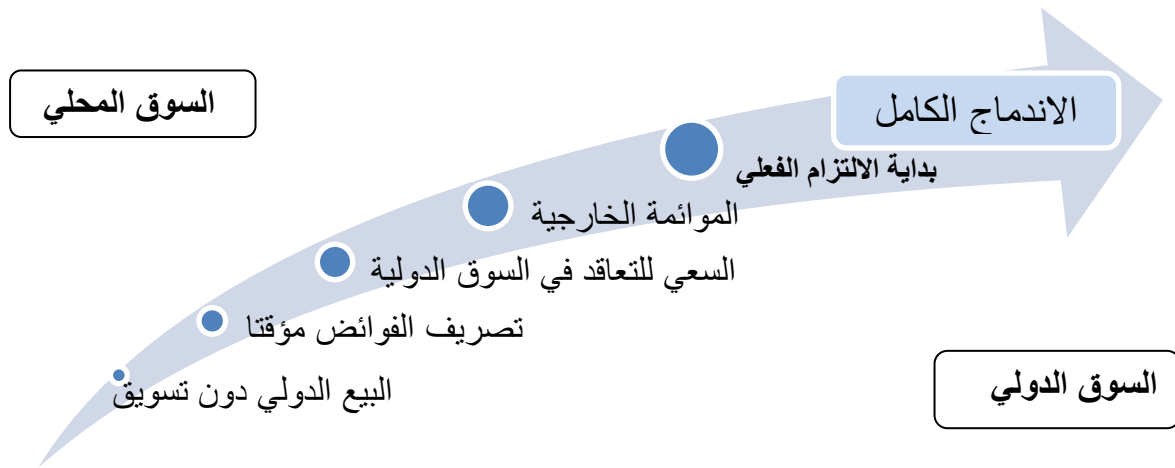 السوق المحلي
الاندماج الكامل
بداية الالتزام الفعلي
الموائمة الخارجية
السعي للتعاقد في السوق الدولية
تصريف الفوائض مؤقتا
البيع الدولي دون تسويق
السوق الدولي